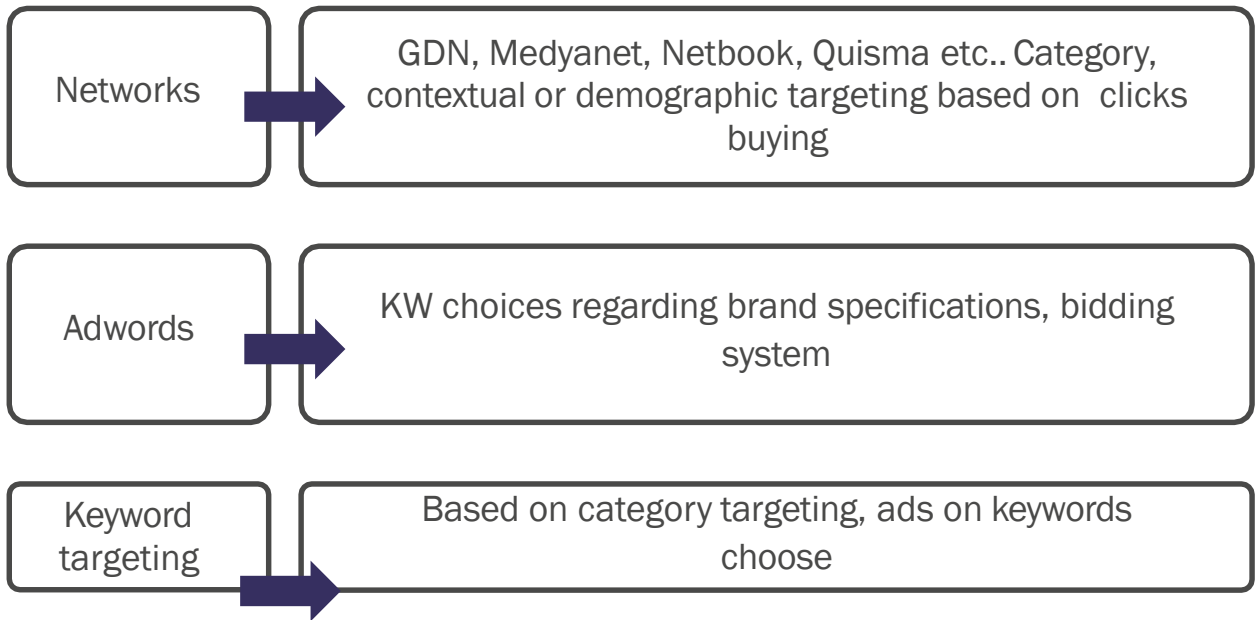 Networks
GDN, Medyanet, Netbook, Quisma etc.. Category,
contextual or demographic targeting based on clicks
buying
Adwords
KW choices regarding brand specifications, bidding
system
Keyword
targeting
Based on category targeting, ads on keywords
choose